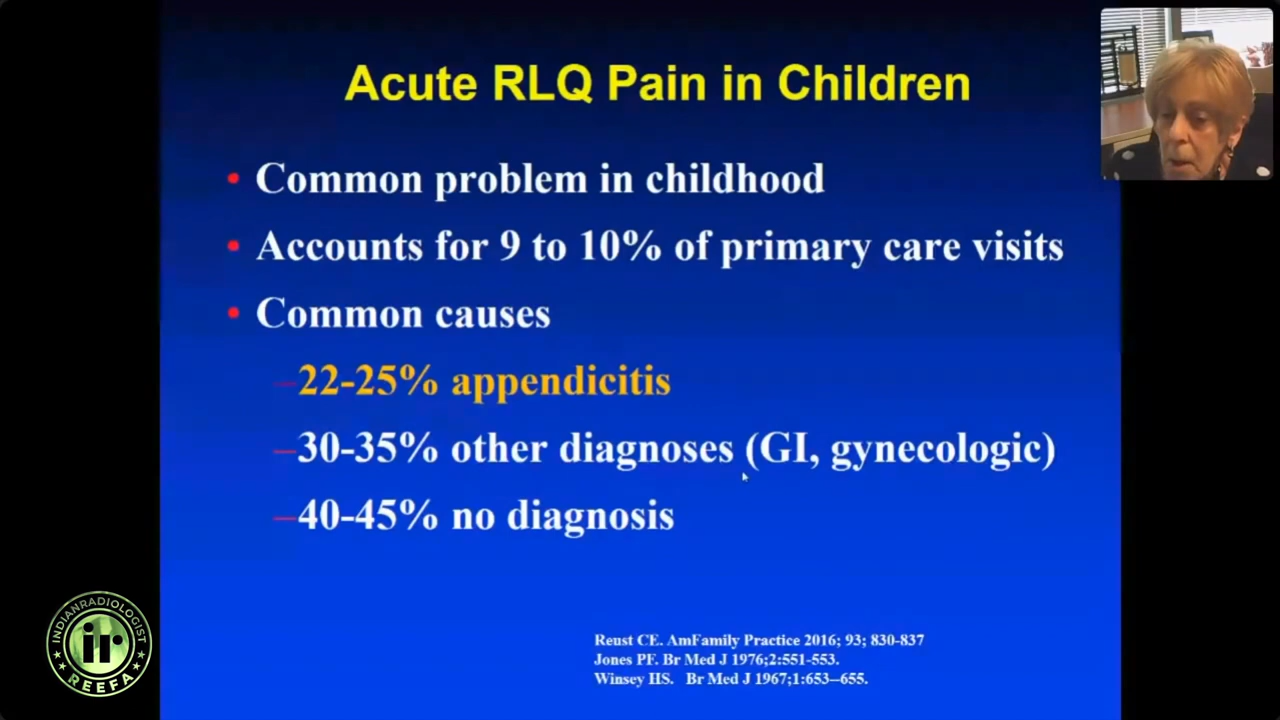 Acute RLQ Pain in Children
• Common problem in childhood
• Accounts for 9 to 10% of primary care visits
• Common causes
–22-25% appendicitis
–30-35% other diagnoses (GI, gynecologic)
–40-45% no diagnosis
Reust CE. AmFamily Practice 2016; 93; 830-837
Jones PF. Br Med J 1976;2:551-553.
Winsey HS. Br Med J 1967;1:653–655.
INDIANRADIOLOGIST
ir
REEFA